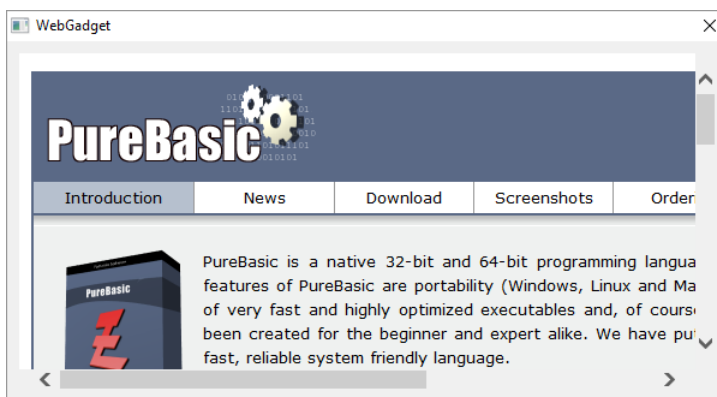 WebGadget
PureBasic
Introduction News Download Screenshots Order
PureBasic
PureBasic is a native 32-bit and 64-bit programming langua
features of PureBasic are portability (Windows, Linux and Ma
of very fast and highly optimized executables and, of course
been created for the beginner and expert alike. We have put
fast, reliable system friendly language.